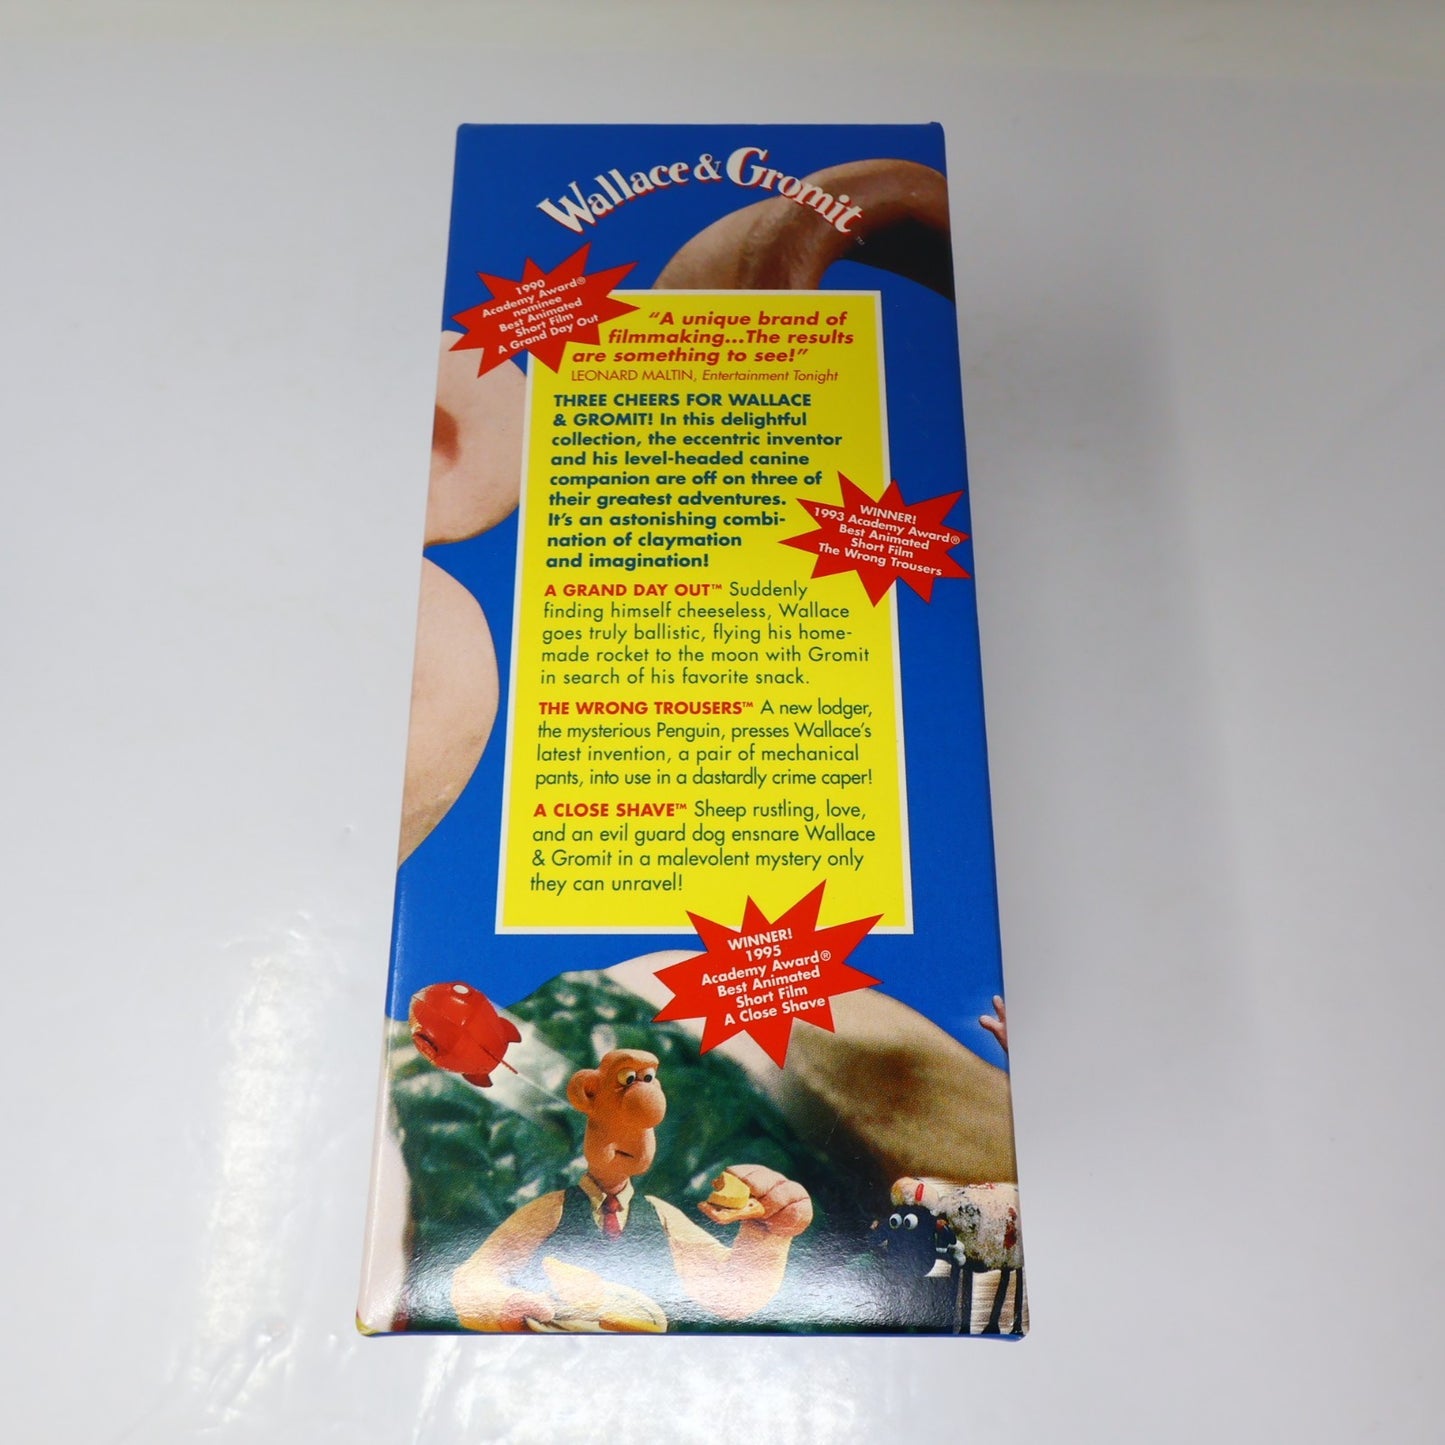 Wallace & Gromit™
1990
Academy Award®
nominee
Best Animated
Short Film
A Grand Day Out
"A unique brand of
filmmaking...The results
are something to see!"
LEONARD MALTIN, Entertainment Tonight
THREE CHEERS FOR WALLACE
& GROMIT! In this delightful
collection, the eccentric inventor
and his level-headed canine
companion are off on three of
their greatest adventures.
It's an astonishing combi-
nation of claymation
and imagination!
WINNER!
1993 Academy Award®
Best Animated
Short Film
The Wrong Trousers
A GRAND DAY OUT™ Suddenly
finding himself cheeseless, Wallace
goes truly ballistic, flying his home-
made rocket to the moon with Gromit
in search of his favorite snack.
THE WRONG TROUSERS™ A new lodger,
the mysterious Penguin, presses Wallace's
latest invention, a pair of mechanical
pants, into use in a dastardly crime caper!
A CLOSE SHAVE™ Sheep rustling, love,
and an evil guard dog ensnare Wallace
& Gromit in a malevolent mystery only
they can unravel!
WINNER!
1995
Academy Award®
Best Animated
Short Film
A Close Shave